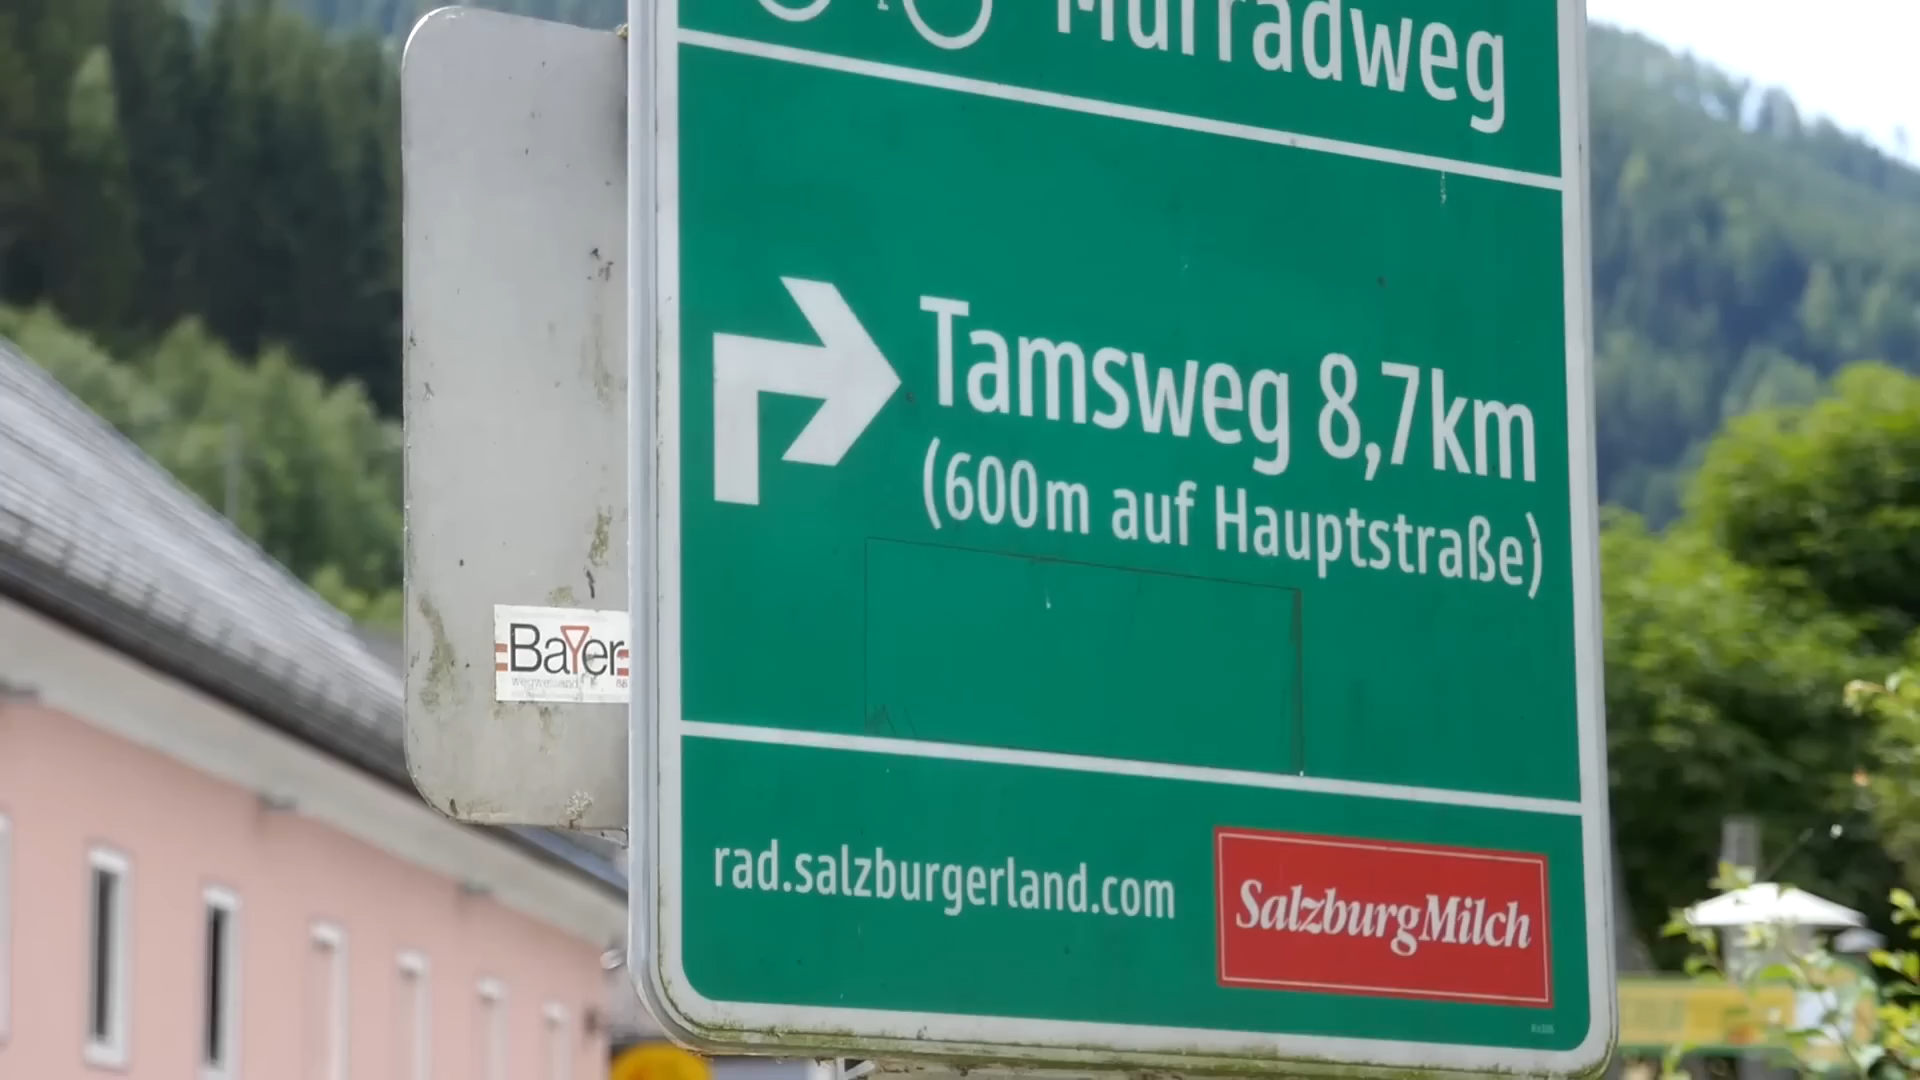 Murradweg
Tamsweg 8,7km
(600m auf Hauptstraße)
Bayer
rad.salzburgerland.com
SalzburgMilch